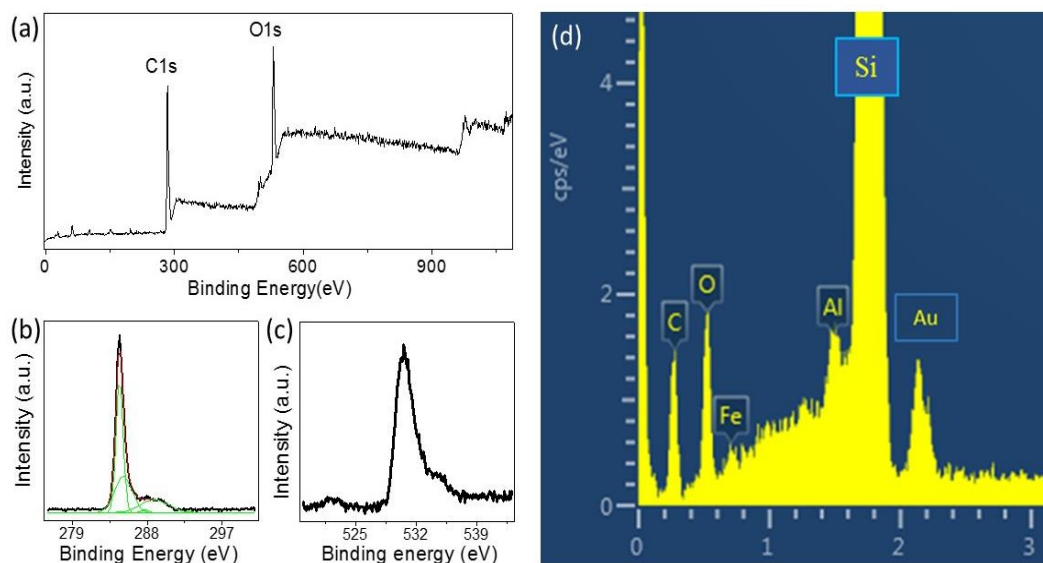 (a)
O1s
C1s
Intensity (a.u.)
0 300 600 900
Binding Energy(eV)
(b)
Intensity (a.u.)
279 288 297
Binding Energy (eV)
(c)
Intensity (a.u.)
525 532 539
Binding energy (eV)
(d)
Si
4
cps/eV
2
O
C
Al
Au
Fe
0
0 1 2 3